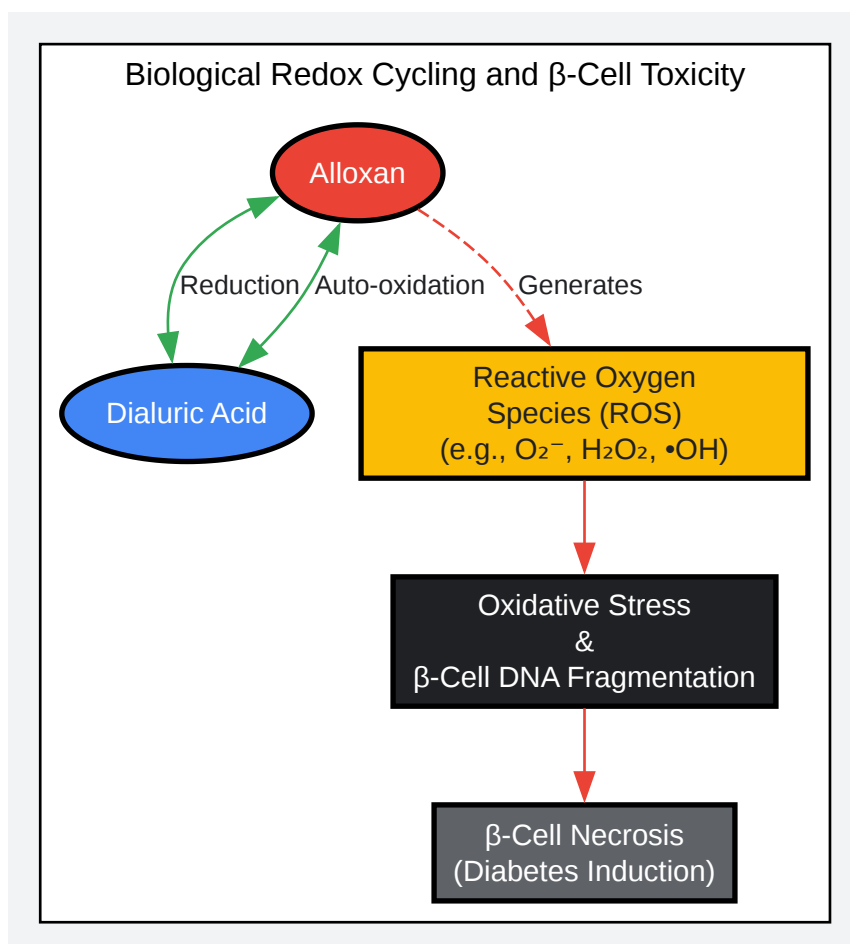 Biological Redox Cycling and β-Cell Toxicity
Alloxan
Reduction
Auto-oxidation
Generates
Dialuric Acid
Reactive Oxygen
Species (ROS)
(e.g., O₂⁻, H₂O₂, •OH)
Oxidative Stress
&
β-Cell DNA Fragmentation
β-Cell Necrosis
(Diabetes Induction)